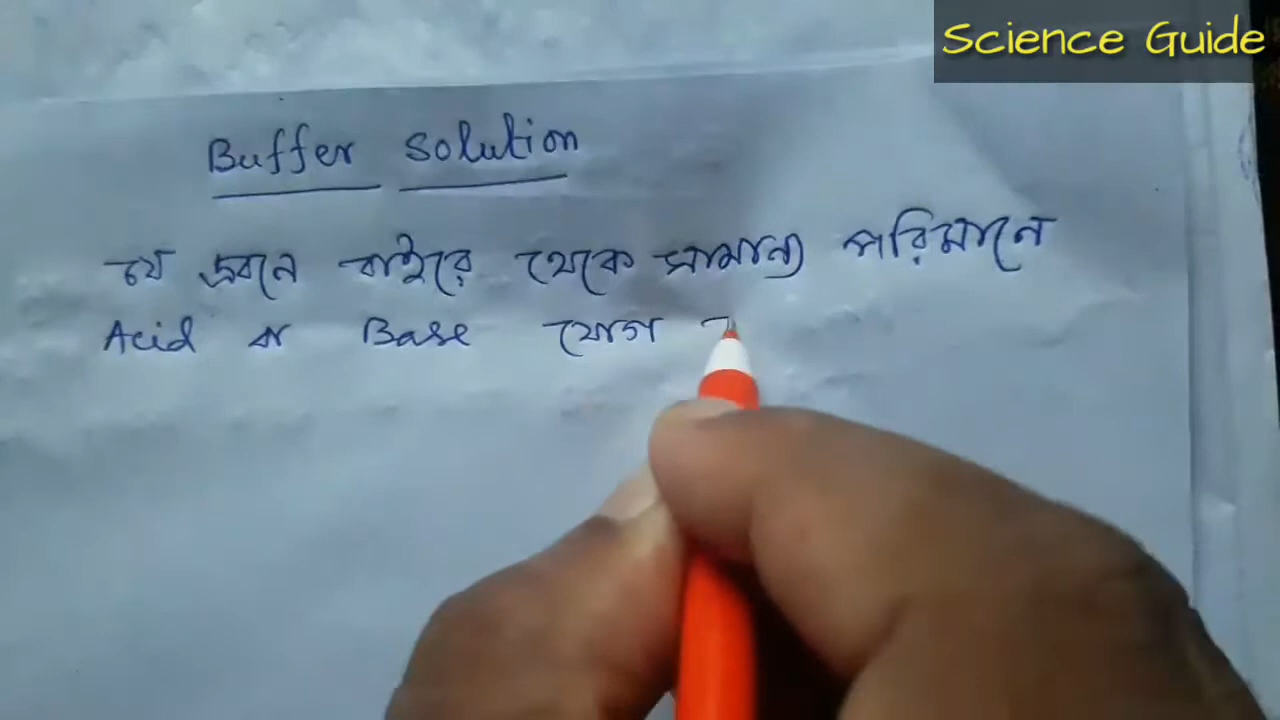 Science Guide
Buffer Solution
যে দ্রবনে বাইরে থেকে সামান্য পরিমানে
Acid বা Base যোগ